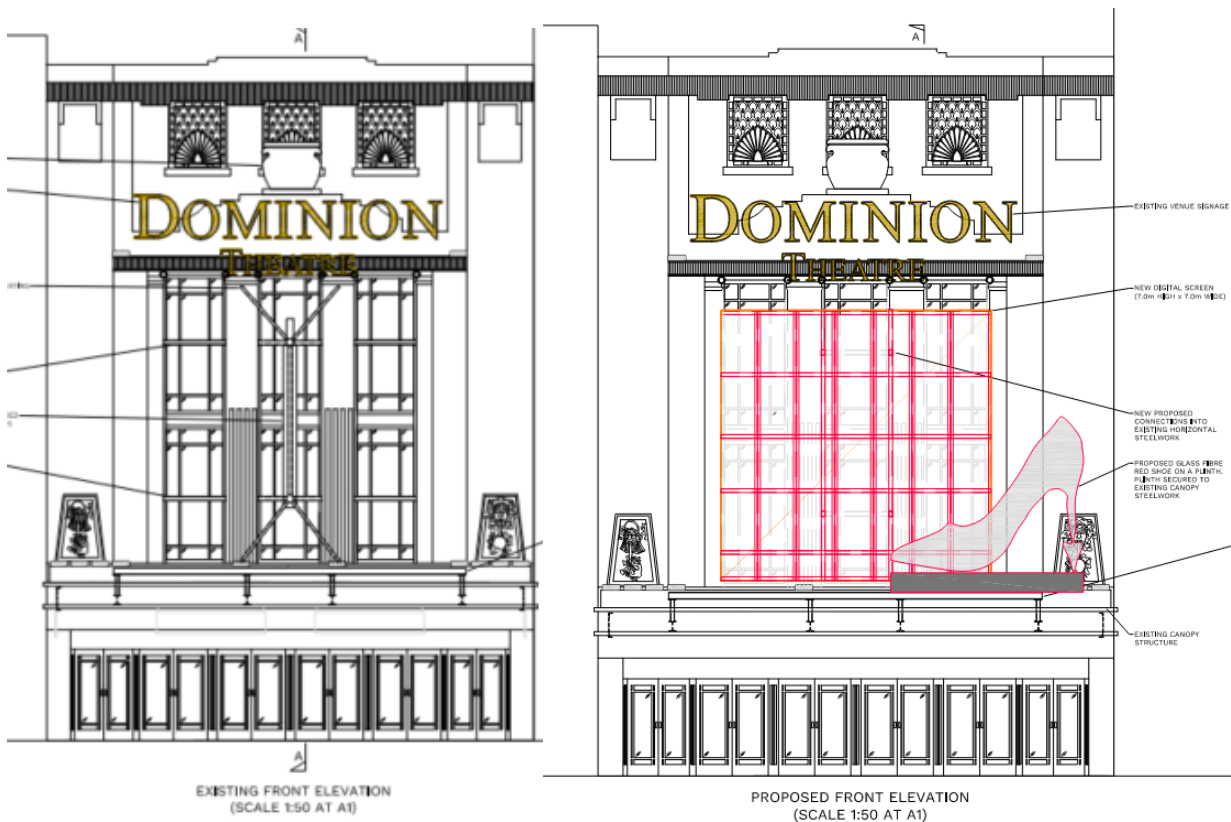 A
DOMINION
THEATRE
A
EXISTING FRONT ELEVATION
(SCALE 1:50 AT A1)
A
DOMINION
THEATRE
EXISTING VENUE SIGNAGE
NEW DIGITAL SCREEN
(7.0m HIGH x 7.0m WIDE)
NEW PROPOSED
CONNECTIONS INTO
EXISTING HORIZONTAL
STEELWORK
PROPOSED GLASS FIBRE
RED SHOE ON A PLINTH.
PLINTH SECURED TO
EXISTING CANOPY
STEELWORK
EXISTING CANOPY
STRUCTURE
PROPOSED FRONT ELEVATION
(SCALE 1:50 AT A1)